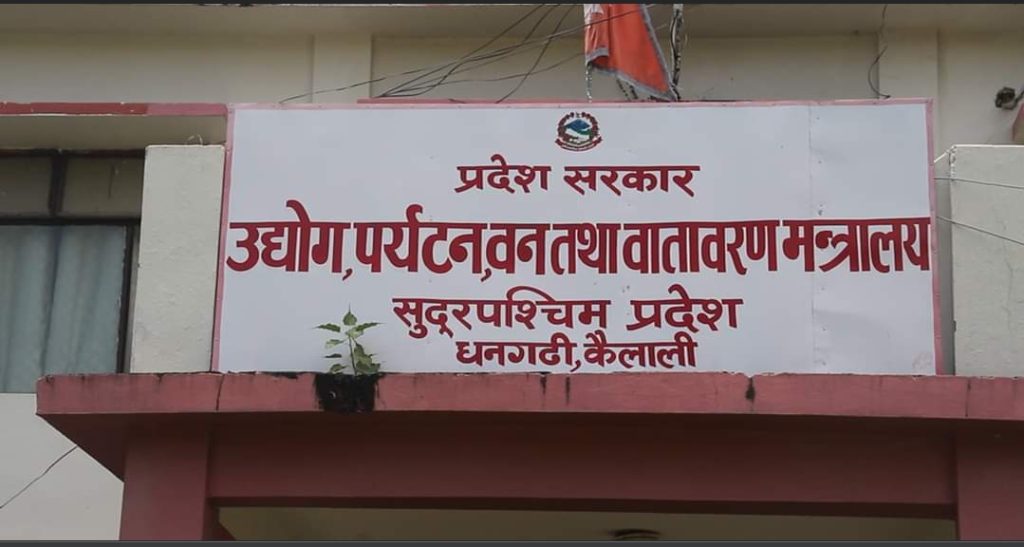 प्रदेश सरकार
उद्योग, पर्यटन, वन तथा वातावरण मन्त्रालय
सुदूरपश्चिम प्रदेश
धनगढी, कैलाली